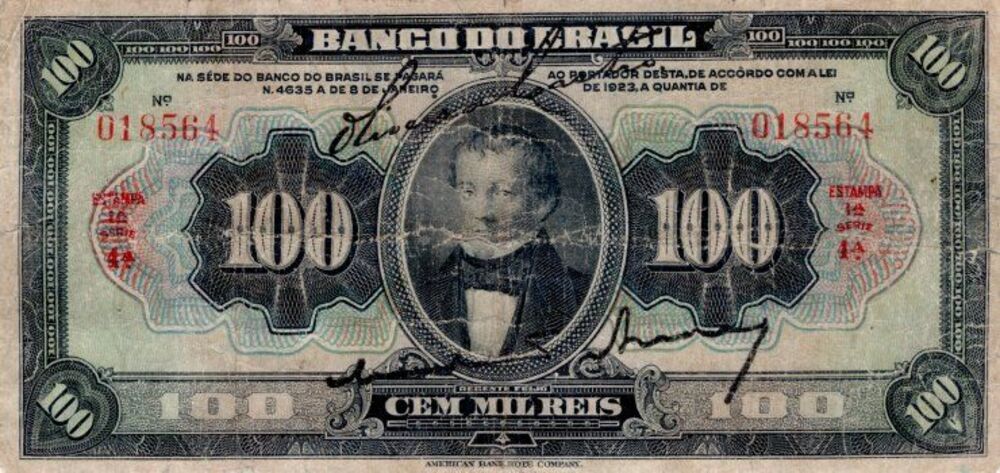 100 100 100 100 100 BANCO DO BRASIL 100 100 100 100 100
NA SÉDE DO BANCO DO BRASIL SE PAGARÁ AO PORTADOR DESTA, DE ACCÔRDO COM A LEI
N. 4635 A DE 8 DE JANEIRO DE 1923, A QUANTIA DE
Nº Nº
018564 018564
ESTAMPA ESTAMPA
1ª 1ª
SERIE SERIE
4A 4A
100 100
REGENTE FEIJÓ
100 100 CEM MIL REIS 100 100
4
AMERICAN BANK NOTE COMPANY.